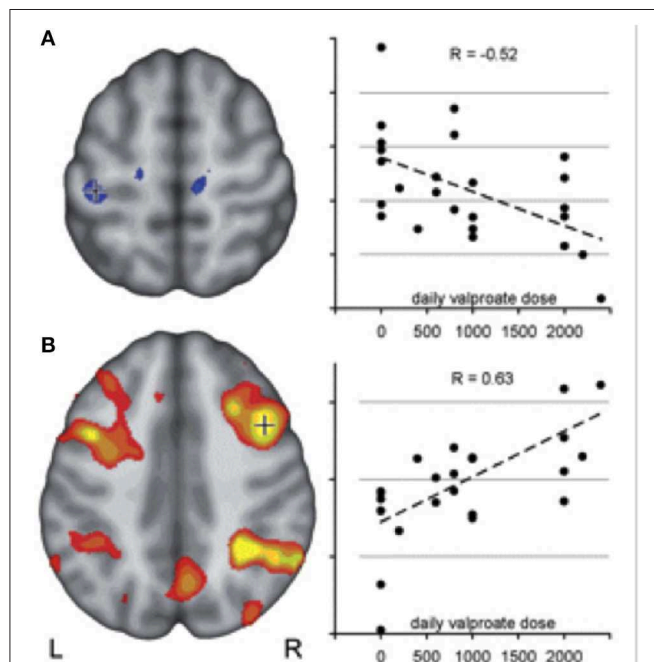 A
R = -0.52
daily valproate dose
0 500 1000 1500 2000
B
R = 0.63
daily valproate dose
L R
0 500 1000 1500 2000